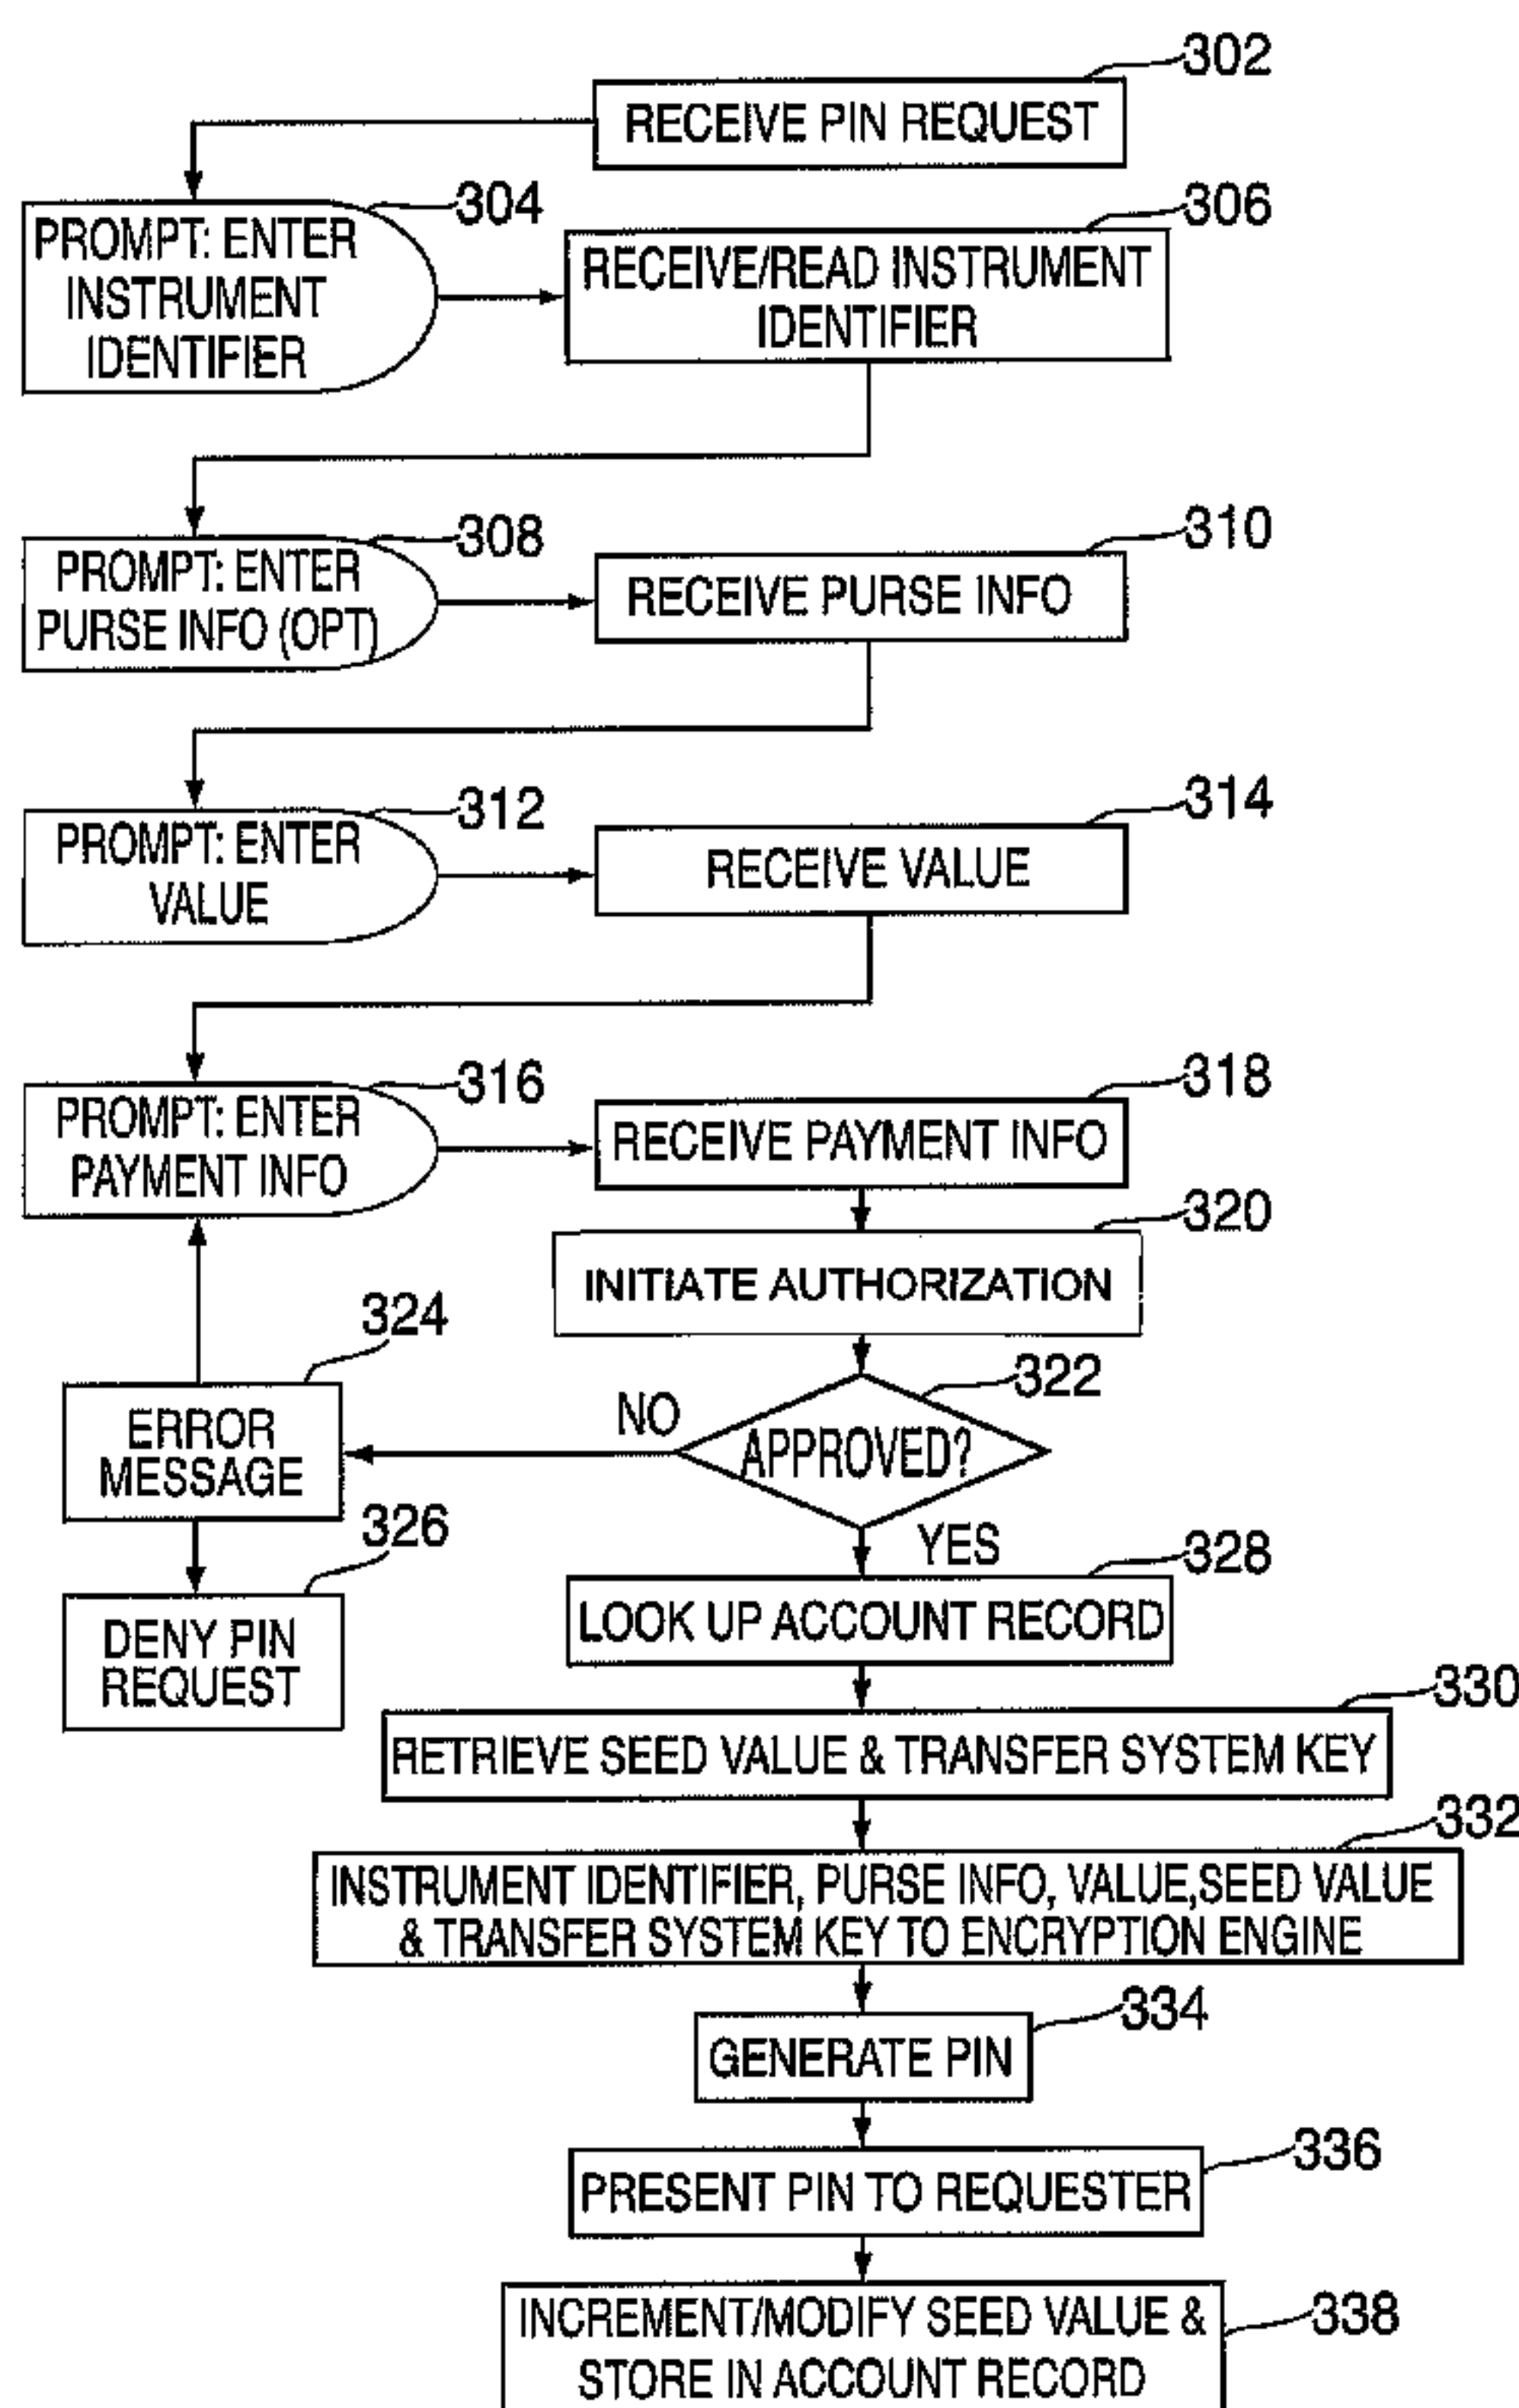 302
RECEIVE PIN REQUEST
304
PROMPT: ENTER
INSTRUMENT
IDENTIFIER
306
RECEIVE/READ INSTRUMENT
IDENTIFIER
308
PROMPT: ENTER
PURSE INFO (OPT)
310
RECEIVE PURSE INFO
312
PROMPT: ENTER
VALUE
314
RECEIVE VALUE
316
PROMPT: ENTER
PAYMENT INFO
318
RECEIVE PAYMENT INFO
320
INITIATE AUTHORIZATION
322
APPROVED?
NO
324
ERROR
MESSAGE
326
DENY PIN
REQUEST
YES
328
LOOK UP ACCOUNT RECORD
330
RETRIEVE SEED VALUE & TRANSFER SYSTEM KEY
332
INSTRUMENT IDENTIFIER, PURSE INFO, VALUE,SEED VALUE
& TRANSFER SYSTEM KEY TO ENCRYPTION ENGINE
334
GENERATE PIN
336
PRESENT PIN TO REQUESTER
338
INCREMENT/MODIFY SEED VALUE &
STORE IN ACCOUNT RECORD